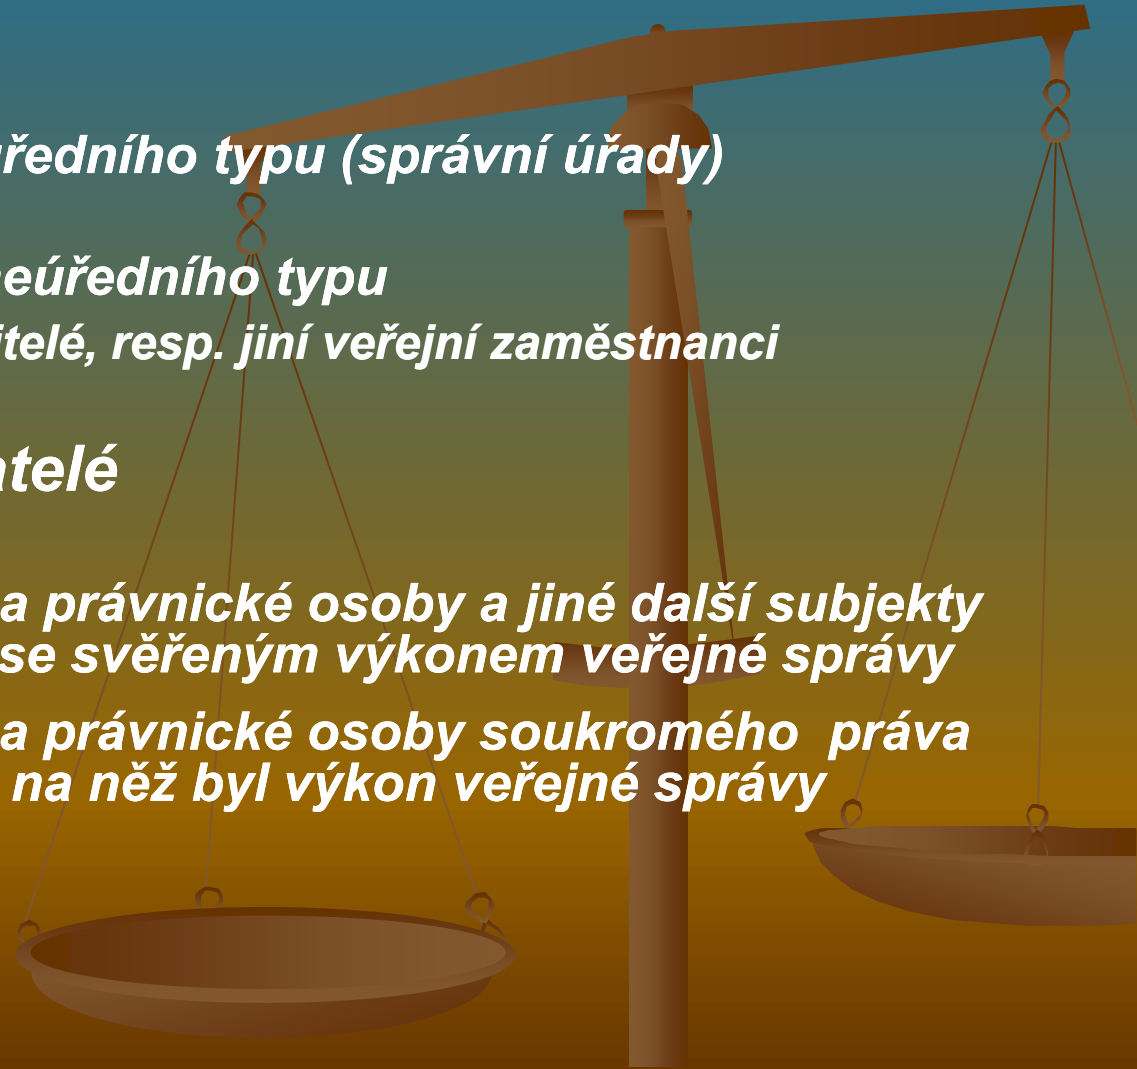 ředního typu (správní úřady)
eúředního typu
itelé, resp. jiní veřejní zaměstnanci
atelé
a právnické osoby a jiné další subjekty
se svěřeným výkonem veřejné správy
a právnické osoby soukromého práva
na něž byl výkon veřejné správy